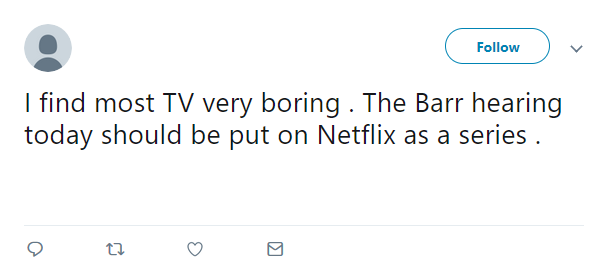 Follow
I find most TV very boring . The Barr hearing
today should be put on Netflix as a series .